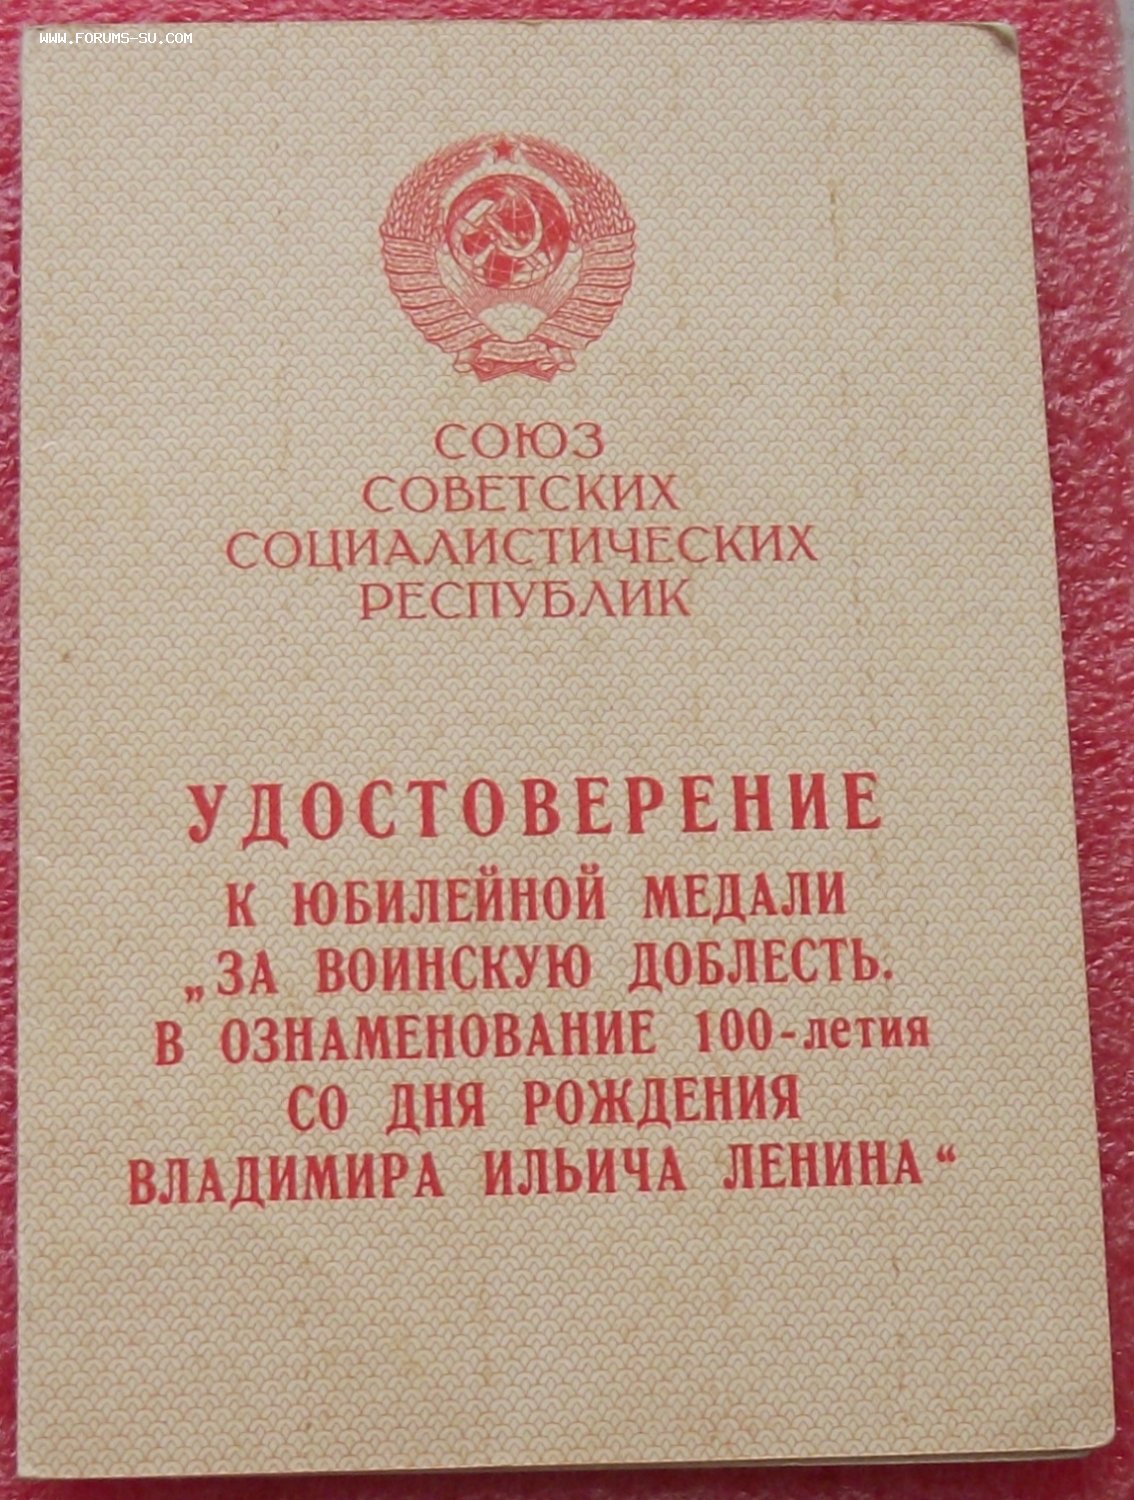 WWW.FORUMS-SU.COM
СОЮЗ
СОВЕТСКИХ
СОЦИАЛИСТИЧЕСКИХ
РЕСПУБЛИК
УДОСТОВЕРЕНИЕ
К ЮБИЛЕЙНОЙ МЕДАЛИ
„ЗА ВОИНСКУЮ ДОБЛЕСТЬ.
В ОЗНАМЕНОВАНИЕ 100-летия
СО ДНЯ РОЖДЕНИЯ
ВЛАДИМИРА ИЛЬИЧА ЛЕНИНА“